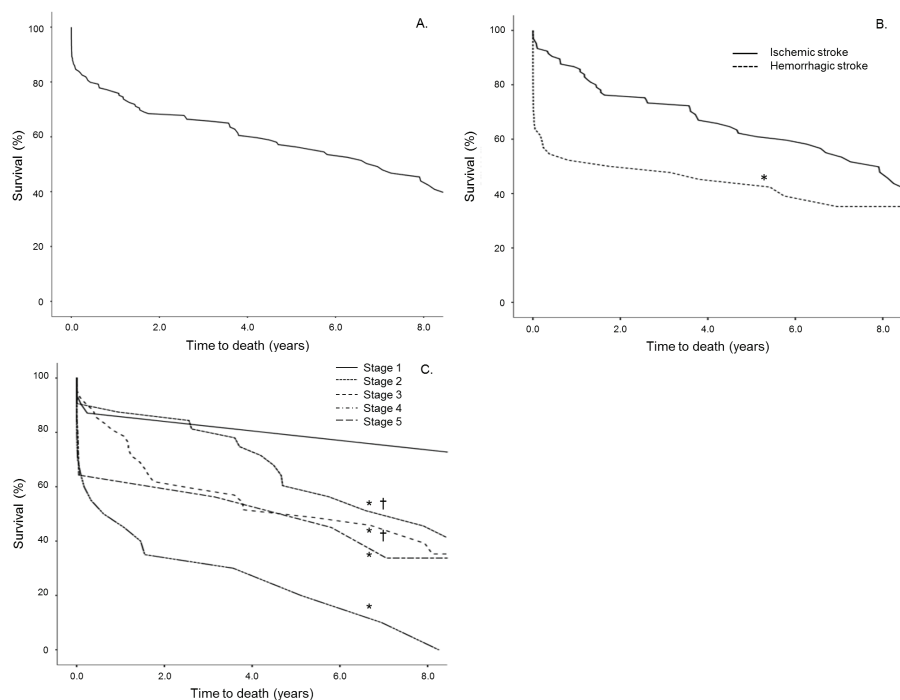 A.
100
80
60
40
20
0
Survival (%)
0.0 2.0 4.0 6.0 8.0
Time to death (years)
B.
Ischemic stroke
Hemorrhagic stroke
100
80
60
40
20
0
Survival (%)
*
0.0 2.0 4.0 6.0 8.0
Time to death (years)
C.
Stage 1
Stage 2
Stage 3
Stage 4
Stage 5
100
80
60
40
20
0
Survival (%)
* †
* †
*
*
0.0 2.0 4.0 6.0 8.0
Time to death (years)